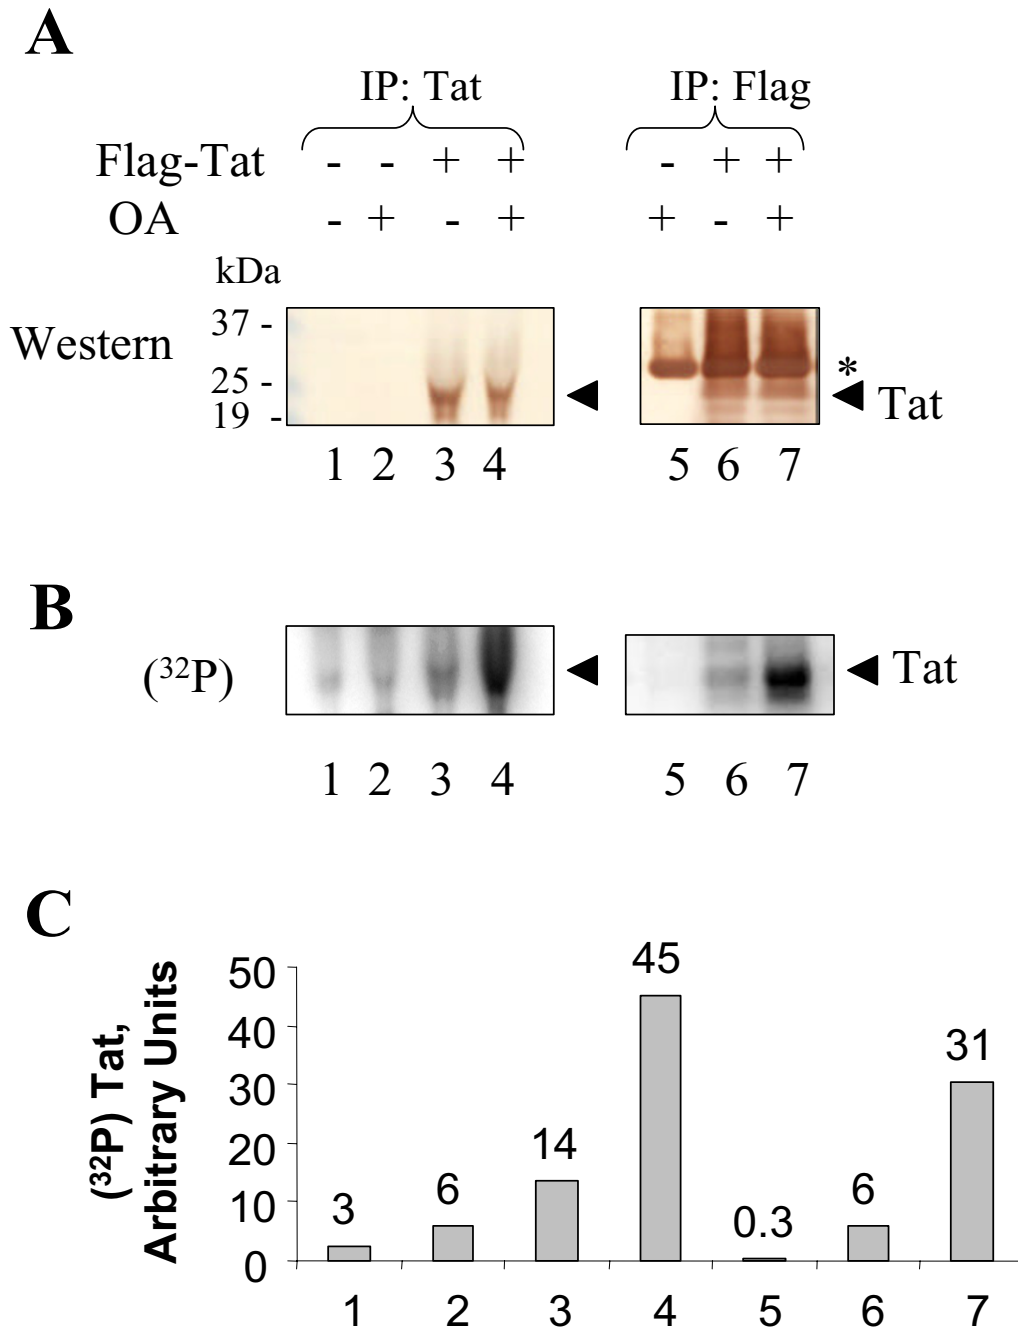 A
IP: Tat IP: Flag
Flag-Tat - - + + - + +
OA - + - + + - +
kDa
37 -
Western
25 -
19 -
*
Tat
1 2 3 4 5 6 7
B
(³²P)
Tat
1 2 3 4 5 6 7
C
(³²P) Tat,
Arbitrary Units
50
40
30
20
10
0
3 6 14 45 0.3 6 31
1 2 3 4 5 6 7